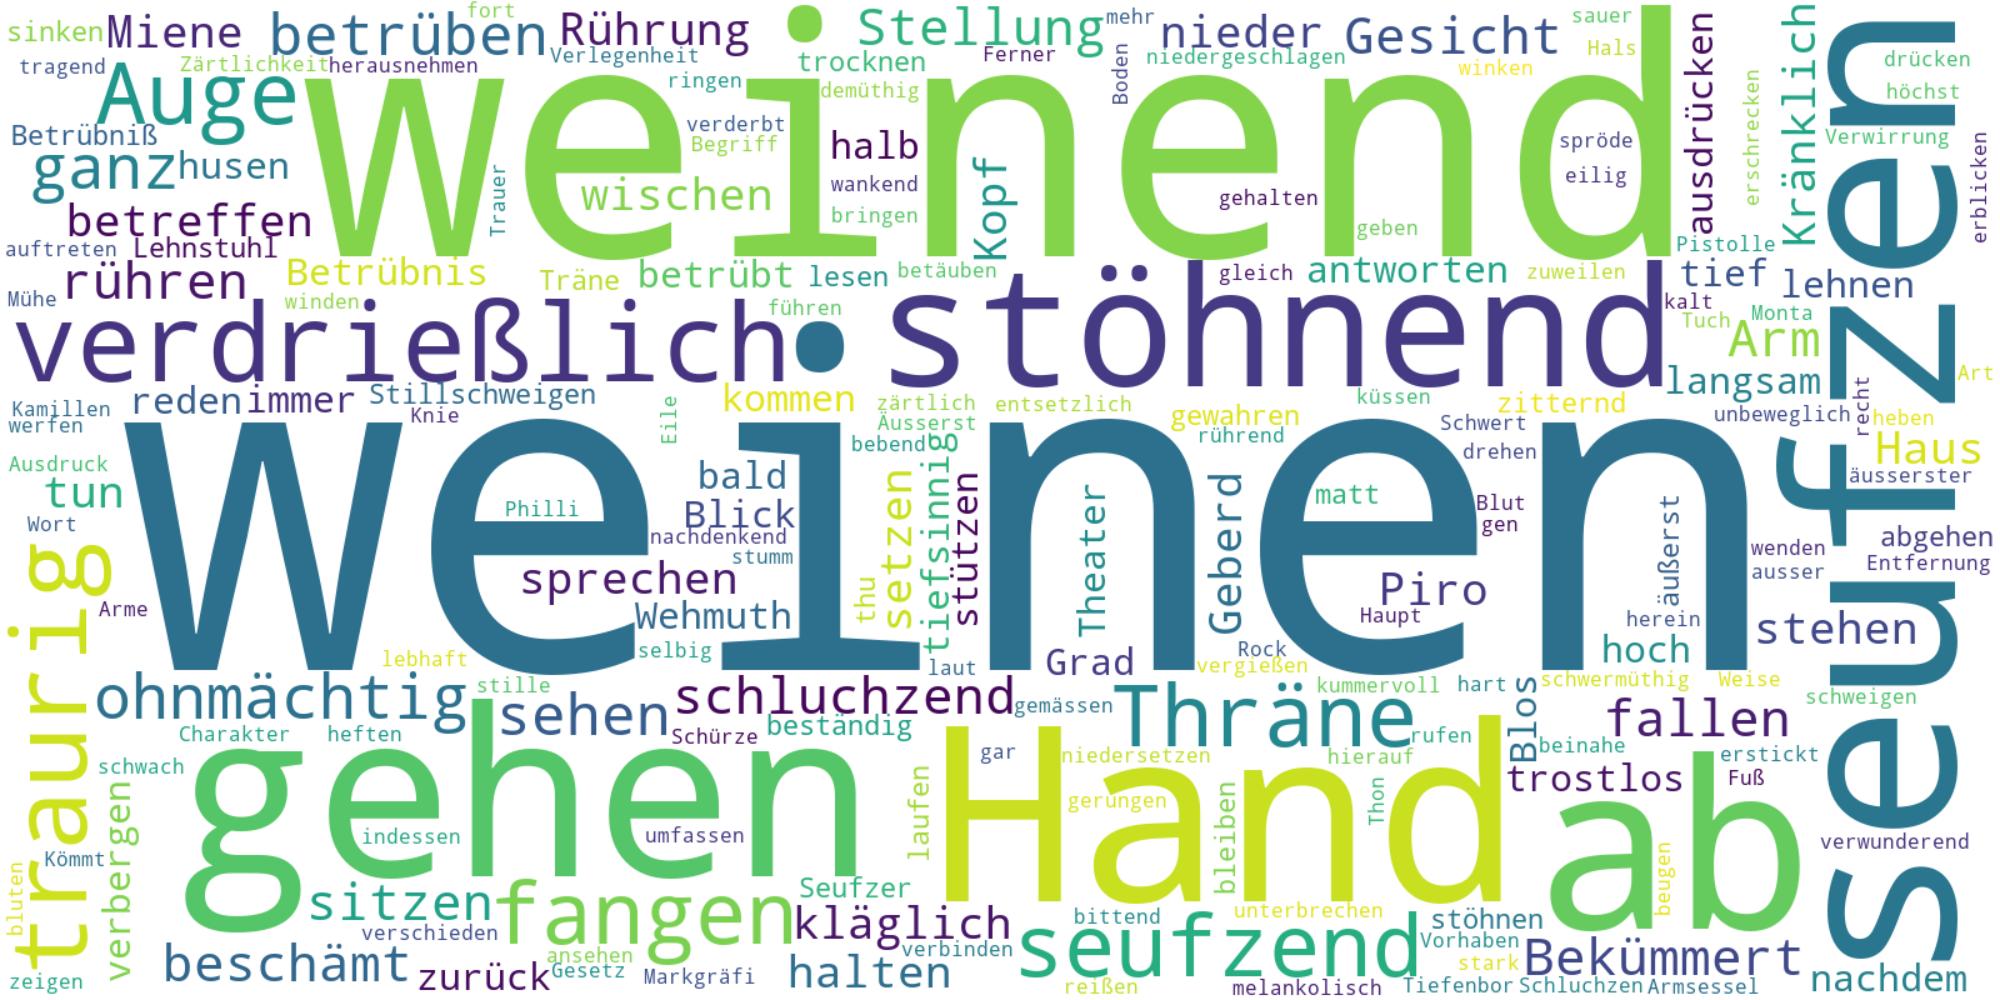 fort
sinken Miene betrüben Rührung Stellung mehr nieder Gesicht sauer
tragend Zärtlichkeit herausnehmen Verlegenheit trocknen Ferner niedergeschlagen Hals
Auge weinend ringen demüthig Boden winken ausdrücken Kränklich drücken
erschrecken höchst
Betrübniß verderbt Begriff halb spröde Verwirrung
ganz husen Trauer wischen wankend Kopf eilig erblicken
betreffen bringen gehalten geben
auftreten Lehnstuhl Pistolle
rühren Betrübnis Träne betrübt lesen betäuben gleich antworten zuweilen tief lehnen
Mühe winden führen kalt
verdrießlich stöhnend Tuch Monta
Arm
langsam Art
reden immer Stillschweigen kommen zärtlich entsetzlich küssen zitternd
Kamillen Knie Eile Äusserst gewahren Schwert unbeweglich recht heben
werfen weinen bebend rührend drehen Haus
Ausdruck bald tiefsinnig äusserster
tun Philli Blick setzen stützen Theater Geberd matt Blut äußerst seufzen
Wort nachdenkend gen abgehen
traurig stumm wenden Entfernung
sprechen thu Piro ausser
Arme Wehmuth Haupt herein stehen
lebhaft selbig laut Grad Rock vergießen hoch
ohnmächtig stille schluchzend kummervoll hart schwermüthig Weise schweigen
sehen gemässen Thräne Blos fallen
Charakter heften Schürze beständig rufen beinahe
schwach gehen gar niedersetzen hierauf erstickt
verbergen laufen Hand gerungen bleiben Thon trostlos Fuß ab
indessen umfassen verwunderend
Kömmt beugen
bluten sitzen fangen Seufzer bittend unterbrechen stöhnen
verschieden kläglich seufzend Vorhaben
beschämt ansehen verbinden stark Bekümmert
zeigen zurück Gesetz Markgräfi halten reißen melankolisch Tiefenbor Schluchzen Armsessel nachdem